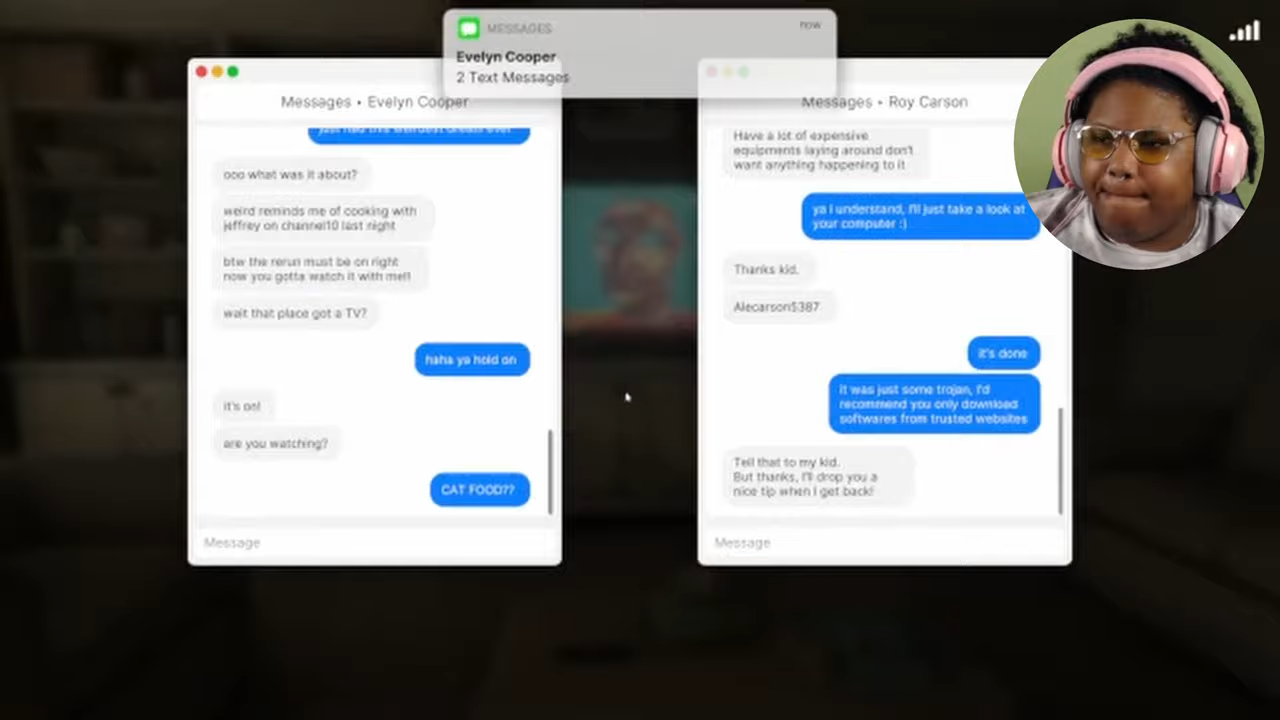 MESSAGES
now
Evelyn Cooper
2 Text Messages
Messages • Evelyn Cooper
just had this weirdest dream ever
ooo what was it about?
weird reminds me of cooking with
jeffrey on channel10 last night
btw the rerun must be on right
now you gotta watch it with me!!
wait that place got a TV?
haha ya hold on
it's on!
are you watching?
CAT FOOD??
Message
Messages • Roy Carson
Have a lot of expensive
equipments laying around don't
want anything happening to it
ya I understand, I'll just take a look at
your computer :)
Thanks kid.
Alecarson5387
it's done
it was just some trojan, I'd
recommend you only download
softwares from trusted websites
Tell that to my kid.
But thanks, I'll drop you a
nice tip when I get back!
Message